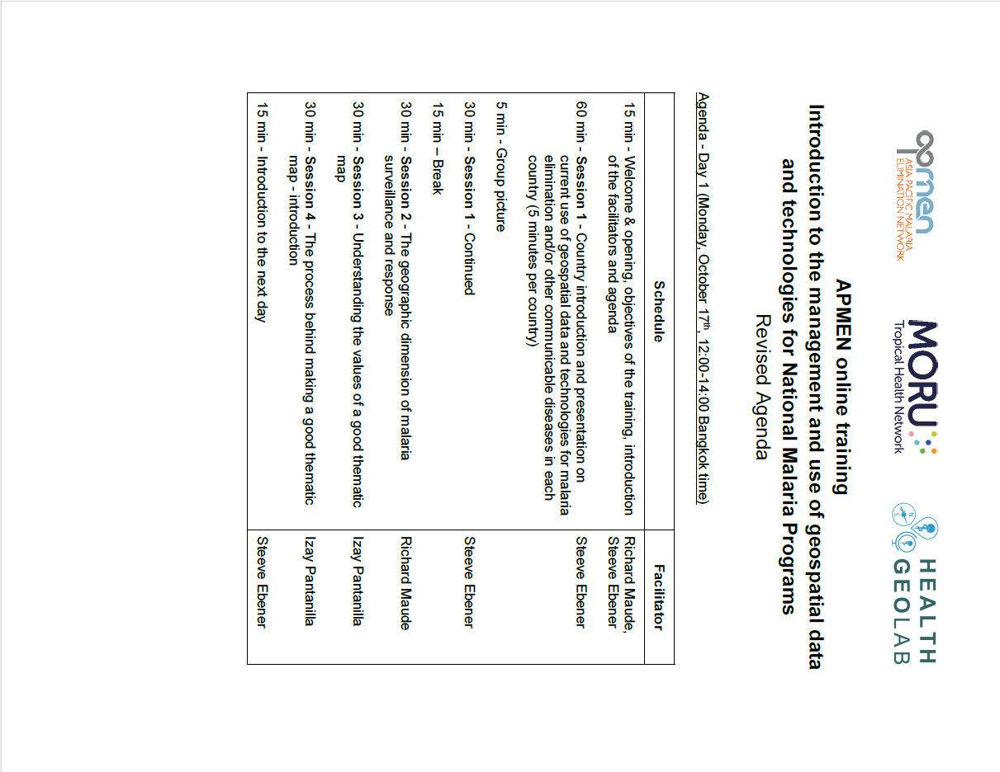 apmen
ASIA PACIFIC MALARIA
ELIMINATION NETWORK
MORU
Tropical Health Network
N
S
HEALTH
GEOLAB
APMEN online training
Introduction to the management and use of geospatial data
and technologies for National Malaria Programs
Revised Agenda
Agenda - Day 1 (Monday, October 17th, 12:00-14:00 Bangkok time)
Schedule
Facilitator
15 min - Welcome & opening, objectives of the training, introduction
of the facilitators and agenda
Richard Maude,
Steeve Ebener
60 min - Session 1 - Country introduction and presentation on
current use of geospatial data and technologies for malaria
elimination and/or other communicable diseases in each
country (5 minutes per country)
Steeve Ebener
5 min - Group picture
30 min - Session 1 - Continued
Steeve Ebener
15 min – Break
30 min - Session 2 - The geographic dimension of malaria
surveillance and response
Richard Maude
30 min - Session 3 - Understanding the values of a good thematic
map
Izay Pantanilla
30 min - Session 4 - The process behind making a good thematic
map - introduction
Izay Pantanilla
15 min - Introduction to the next day
Steeve Ebener